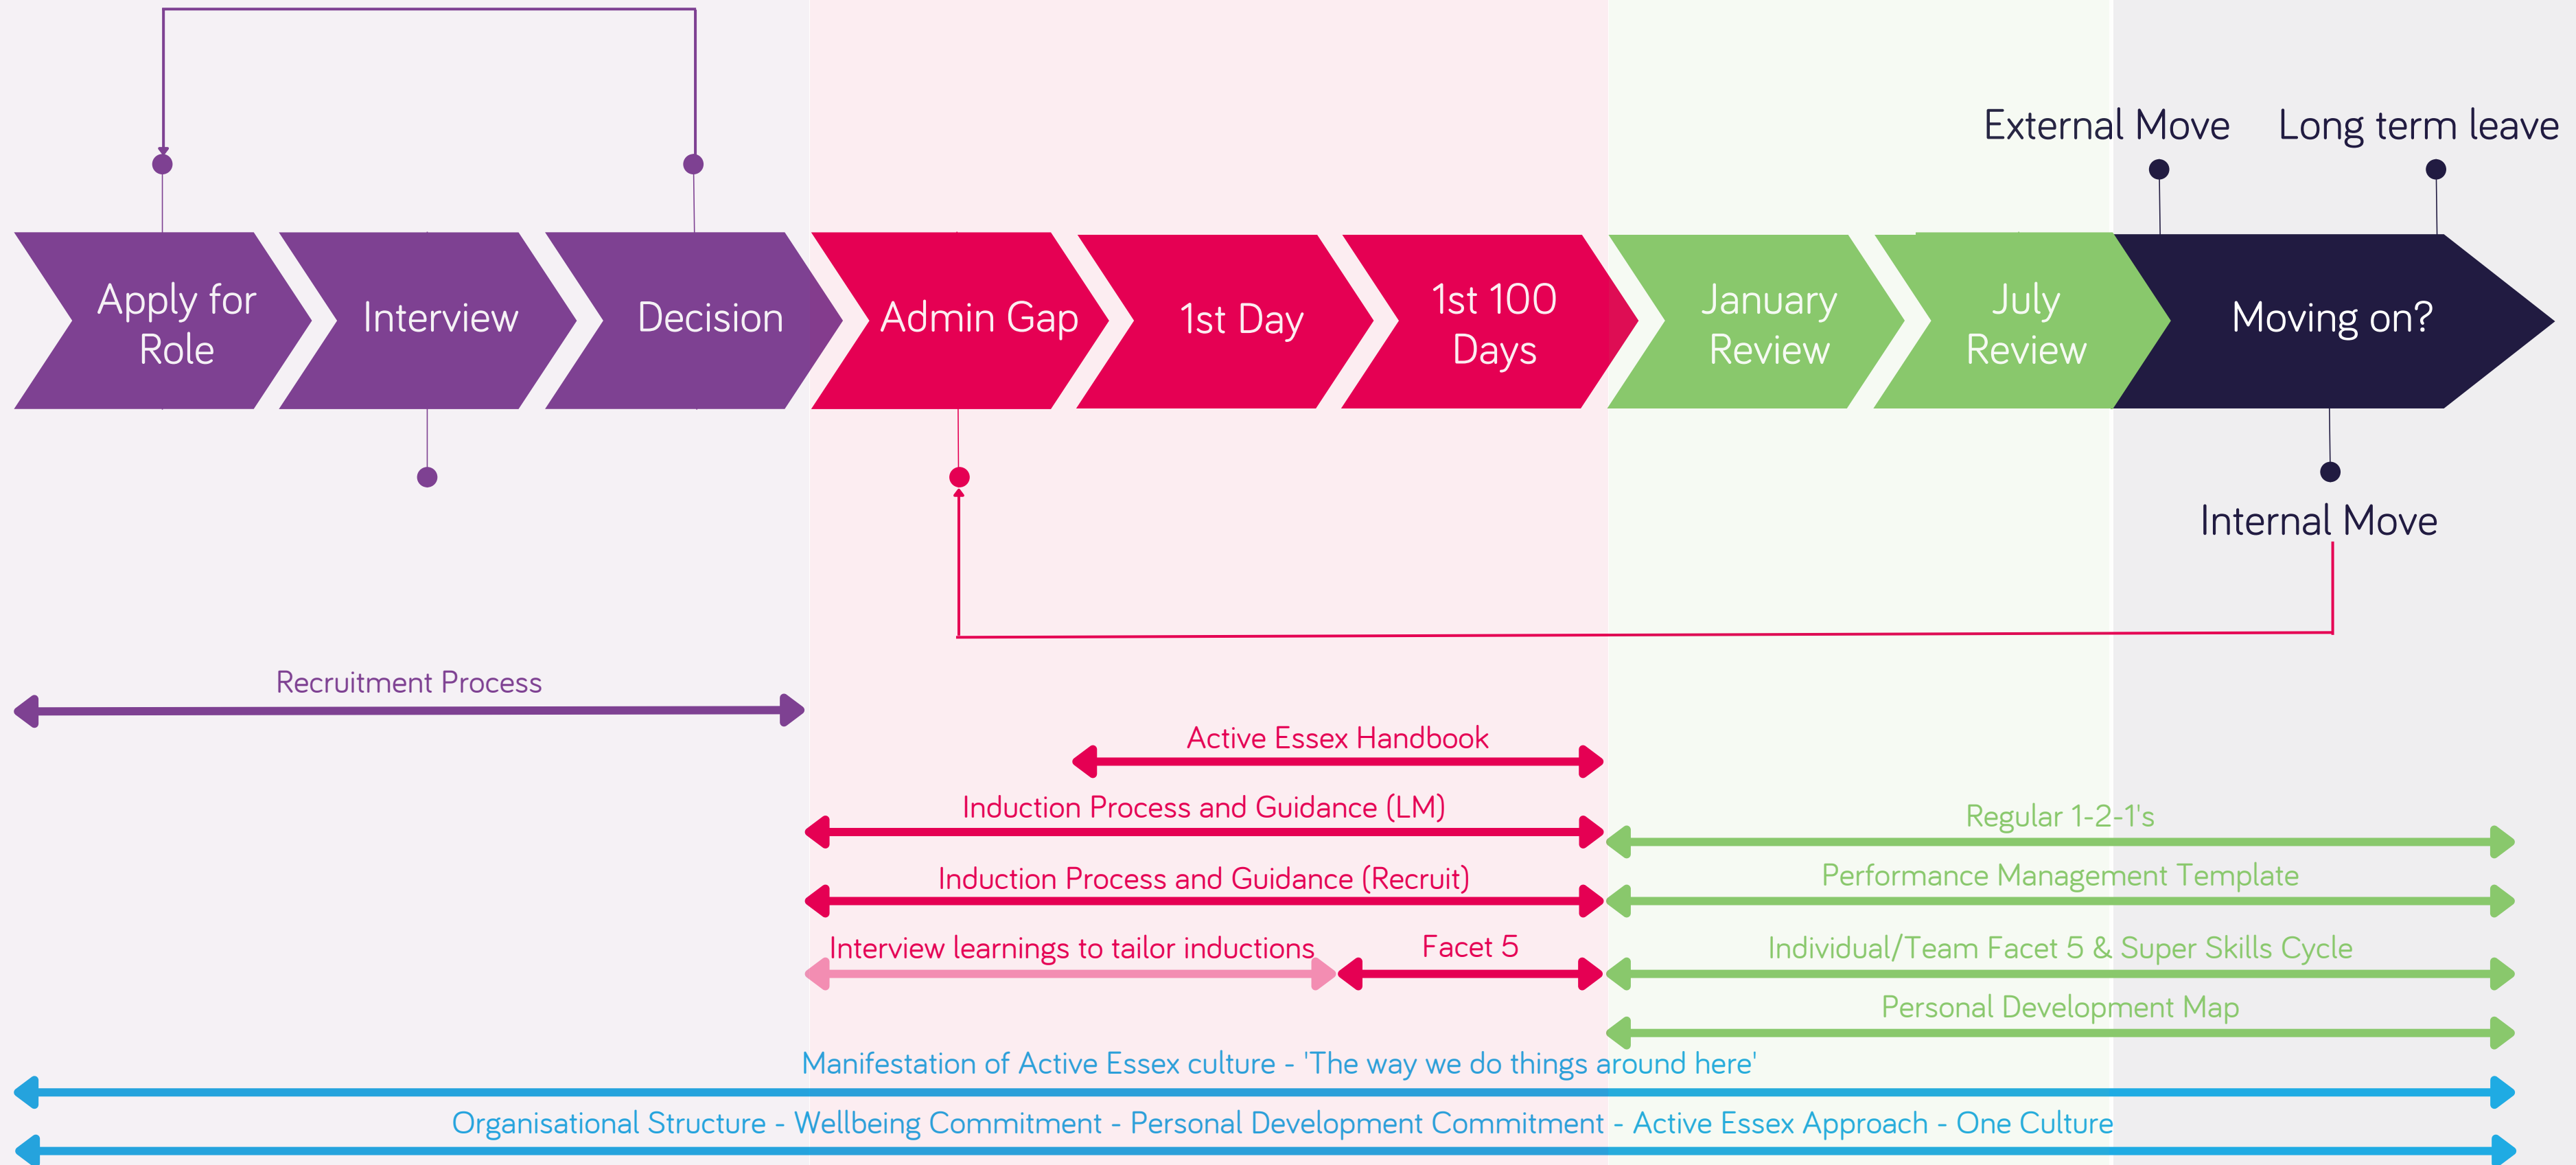 External Move
Long term leave
Apply for
Role
Interview
Decision
Admin Gap
1st Day
1st 100
Days
January
Review
July
Review
Moving on?
Internal Move
Recruitment Process
Active Essex Handbook
Induction Process and Guidance (LM)
Regular 1-2-1's
Induction Process and Guidance (Recruit)
Performance Management Template
Interview learnings to tailor inductions
Facet 5
Individual/Team Facet 5 & Super Skills Cycle
Personal Development Map
Manifestation of Active Essex culture - 'The way we do things around here'
Organisational Structure - Wellbeing Commitment - Personal Development Commitment - Active Essex Approach - One Culture